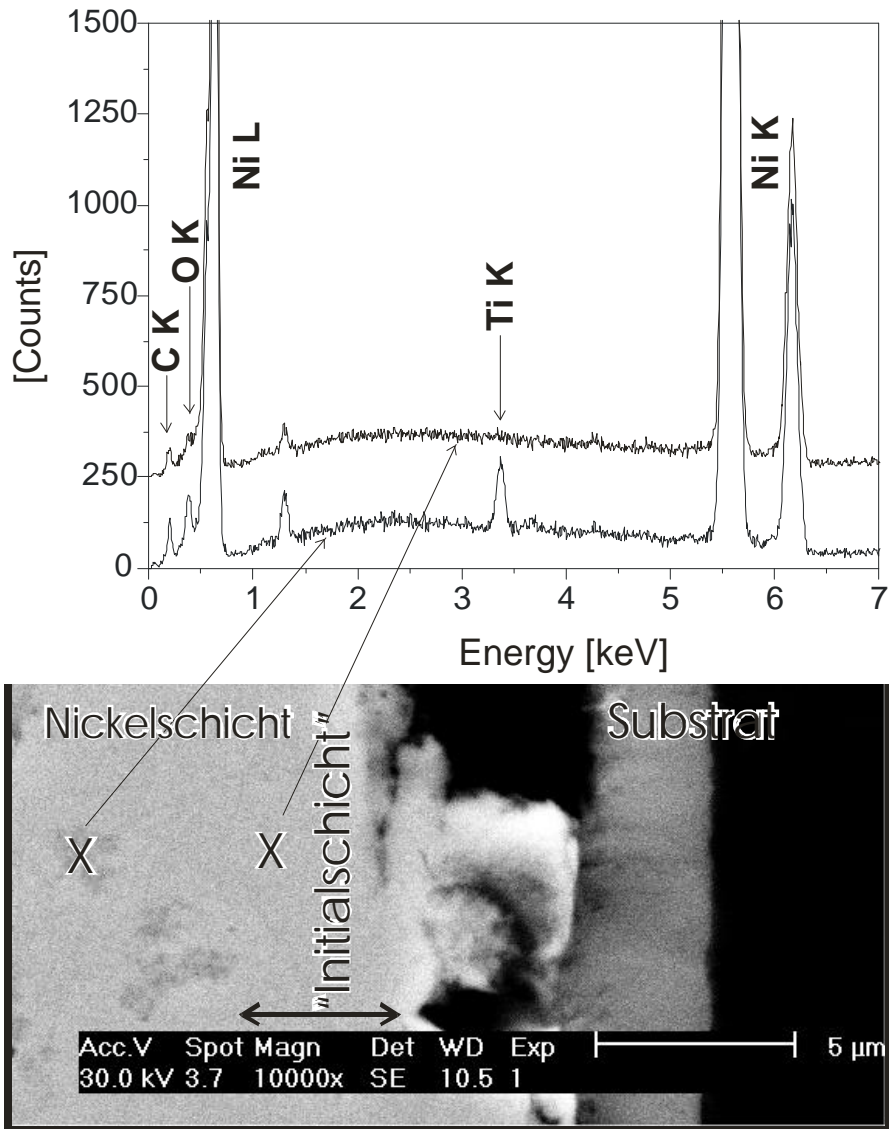 1500
1250
1000
750
500
250
0
[Counts]
C K
O K
Ni L
Ti K
Ni K
0 1 2 3 4 5 6 7
Energy [keV]
Nickelschicht
"Initialschicht"
Substrat
X X
Acc.V Spot Magn Det WD Exp
30.0 kV 3.7 10000x SE 10.5 1
5 µm